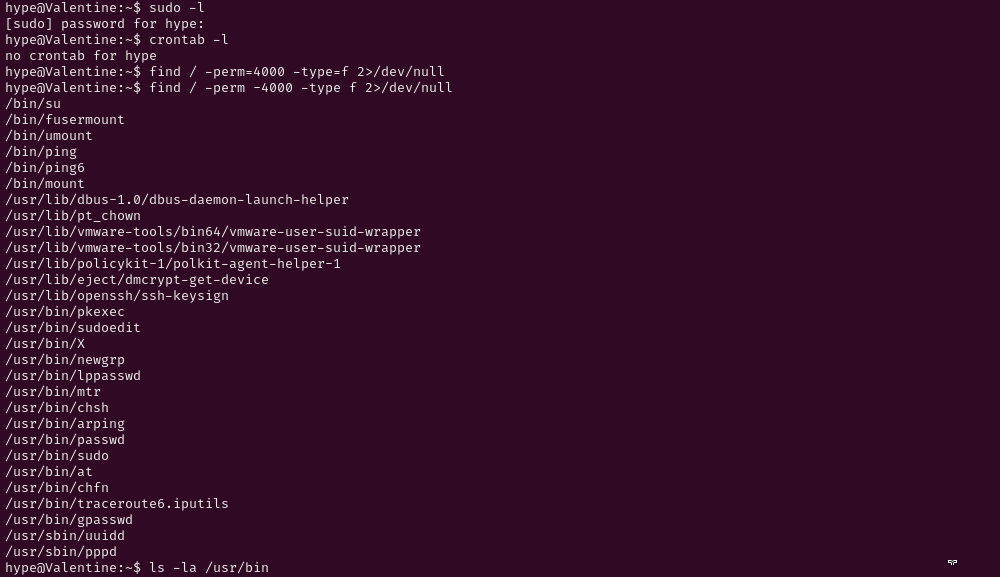 hype@Valentine:~$ sudo -l
[sudo] password for hype:
hype@Valentine:~$ crontab -l
no crontab for hype
hype@Valentine:~$ find / -perm=4000 -type=f 2>/dev/null
hype@Valentine:~$ find / -perm -4000 -type f 2>/dev/null
/bin/su
/bin/fusermount
/bin/umount
/bin/ping
/bin/ping6
/bin/mount
/usr/lib/dbus-1.0/dbus-daemon-launch-helper
/usr/lib/pt_chown
/usr/lib/vmware-tools/bin64/vmware-user-suid-wrapper
/usr/lib/vmware-tools/bin32/vmware-user-suid-wrapper
/usr/lib/policykit-1/polkit-agent-helper-1
/usr/lib/eject/dmcrypt-get-device
/usr/lib/openssh/ssh-keysign
/usr/bin/pkexec
/usr/bin/sudoedit
/usr/bin/X
/usr/bin/newgrp
/usr/bin/lppasswd
/usr/bin/mtr
/usr/bin/chsh
/usr/bin/arping
/usr/bin/passwd
/usr/bin/sudo
/usr/bin/at
/usr/bin/chfn
/usr/bin/traceroute6.iputils
/usr/bin/gpasswd
/usr/sbin/uuidd
/usr/sbin/pppd
hype@Valentine:~$ ls -la /usr/bin